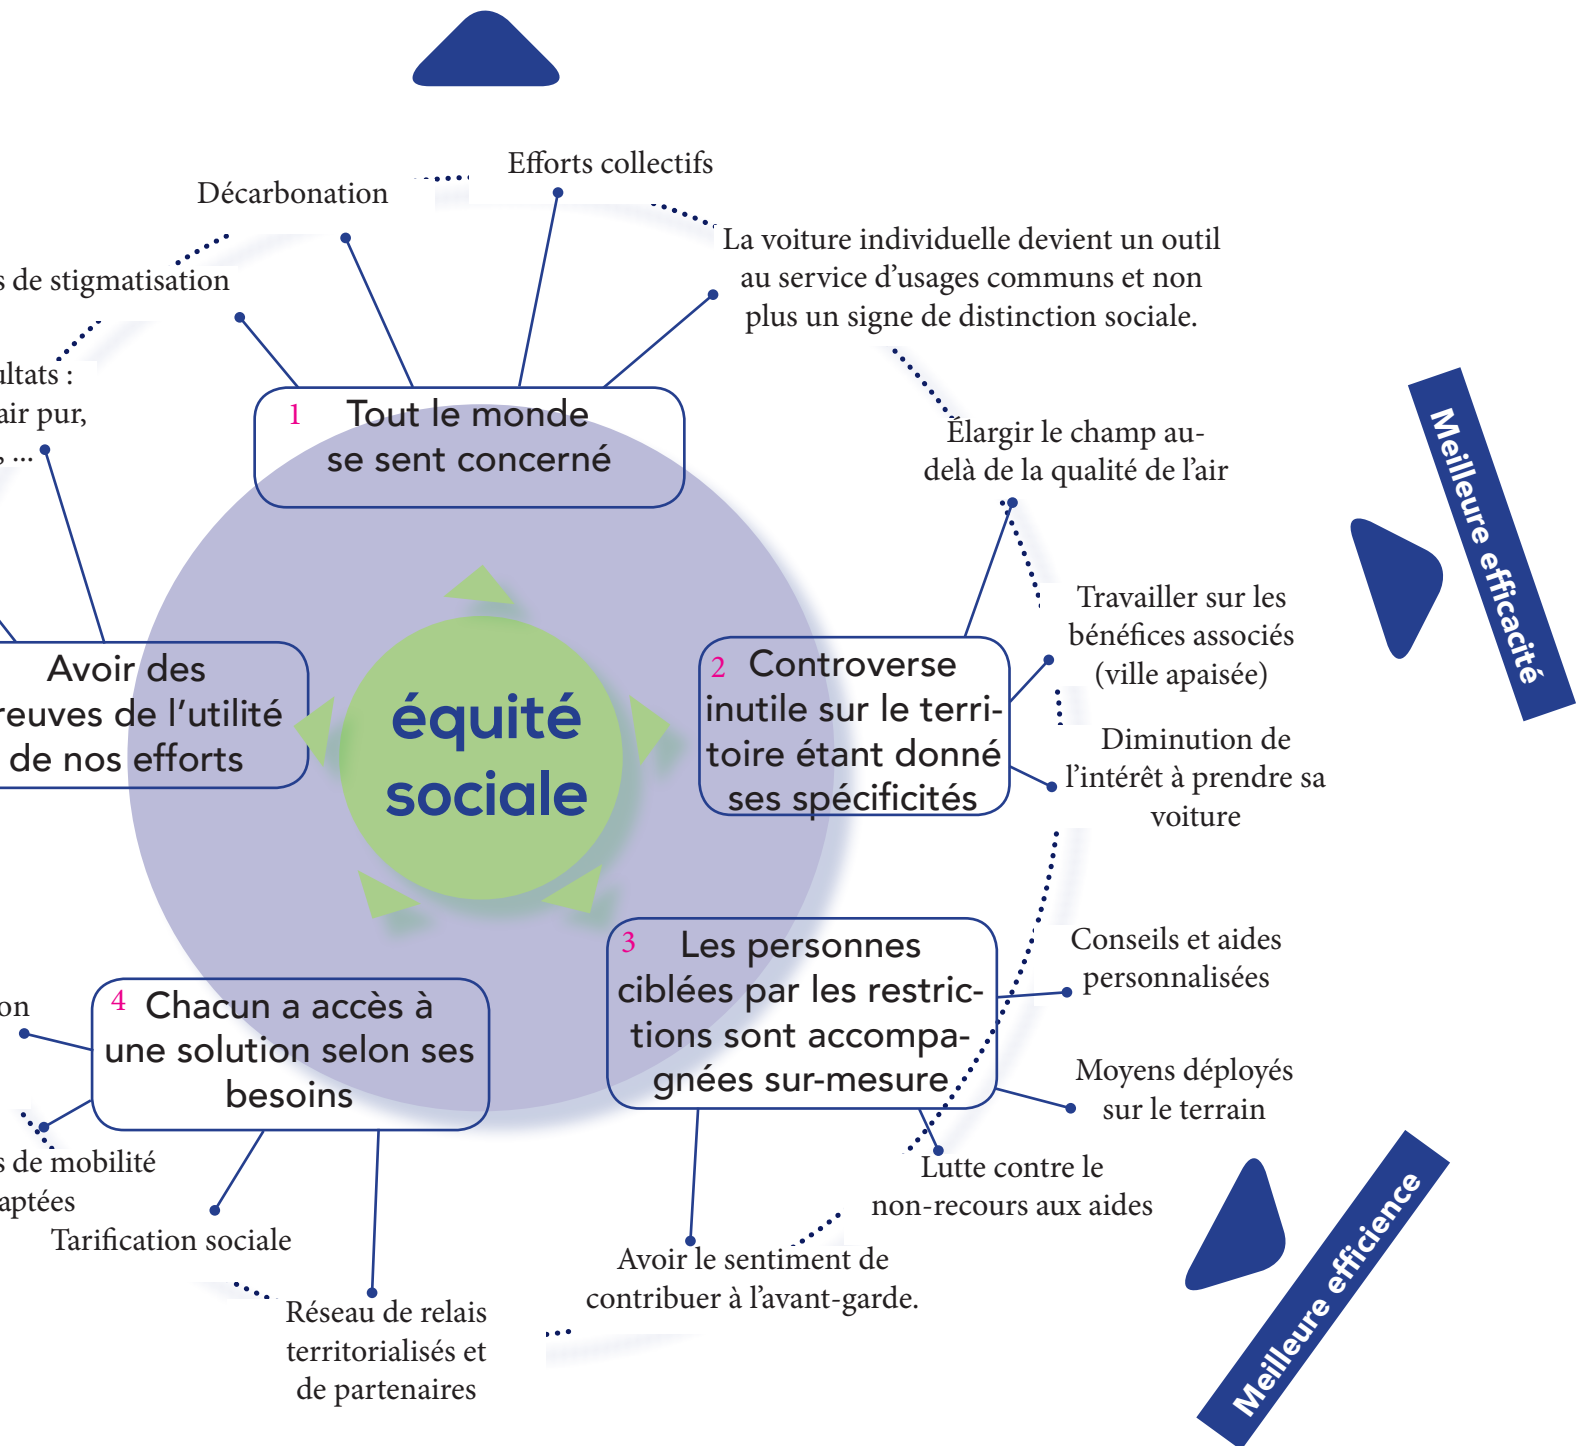 Efforts collectifs
Décarbonation
La voiture individuelle devient un outil
au service d'usages communs et non
plus un signe de distinction sociale.
s de stigmatisation
ultats :
air pur,
, ...
1 Tout le monde
se sent concerné
Élargir le champ au-
delà de la qualité de l'air
Meilleure efficacité
Travailler sur les
bénéfices associés
(ville apaisée)
Avoir des
reuves de l'utilité
de nos efforts
équité
sociale
2 Controverse
inutile sur le terri-
toire étant donné
ses spécificités
Diminution de
l'intérêt à prendre sa
voiture
3 Les personnes
ciblées par les restric-
tions sont accompa-
gnées sur-mesure
Conseils et aides
personnalisées
on
4 Chacun a accès à
une solution selon ses
besoins
Moyens déployés
sur le terrain
s de mobilité
aptées
Lutte contre le
non-recours aux aides
Tarification sociale
Avoir le sentiment de
contribuer à l'avant-garde.
Réseau de relais
territorialisés et
de partenaires
Meilleure efficience